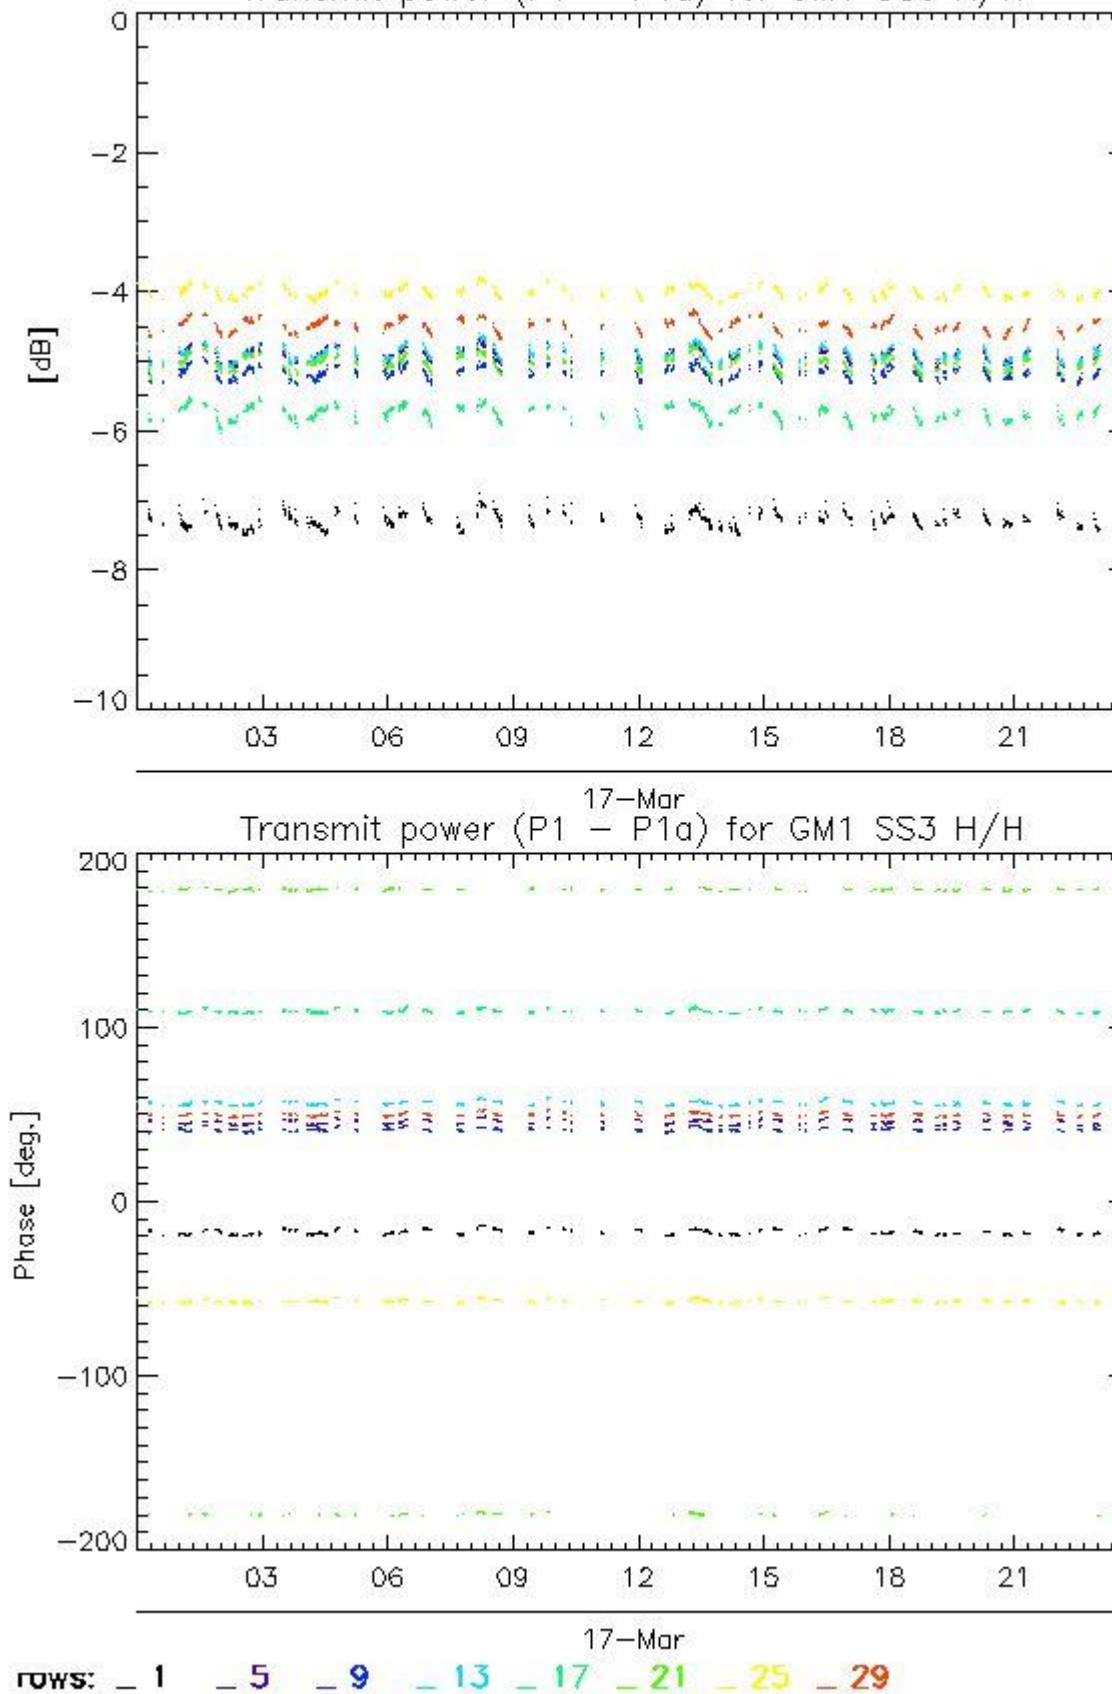 0
-2
-4
-6
-8
-10
[dB]
03 06 09 12 15 18 21
17-Mar
Transmit power (P1 - P1a) for GM1 SS3 H/H
200
100
0
-100
-200
Phase [deg.]
03 06 09 12 15 18 21
17-Mar
rows: _ 1 _ 5 _ 9 _ 13 _ 17 _ 21 _ 25 _ 29